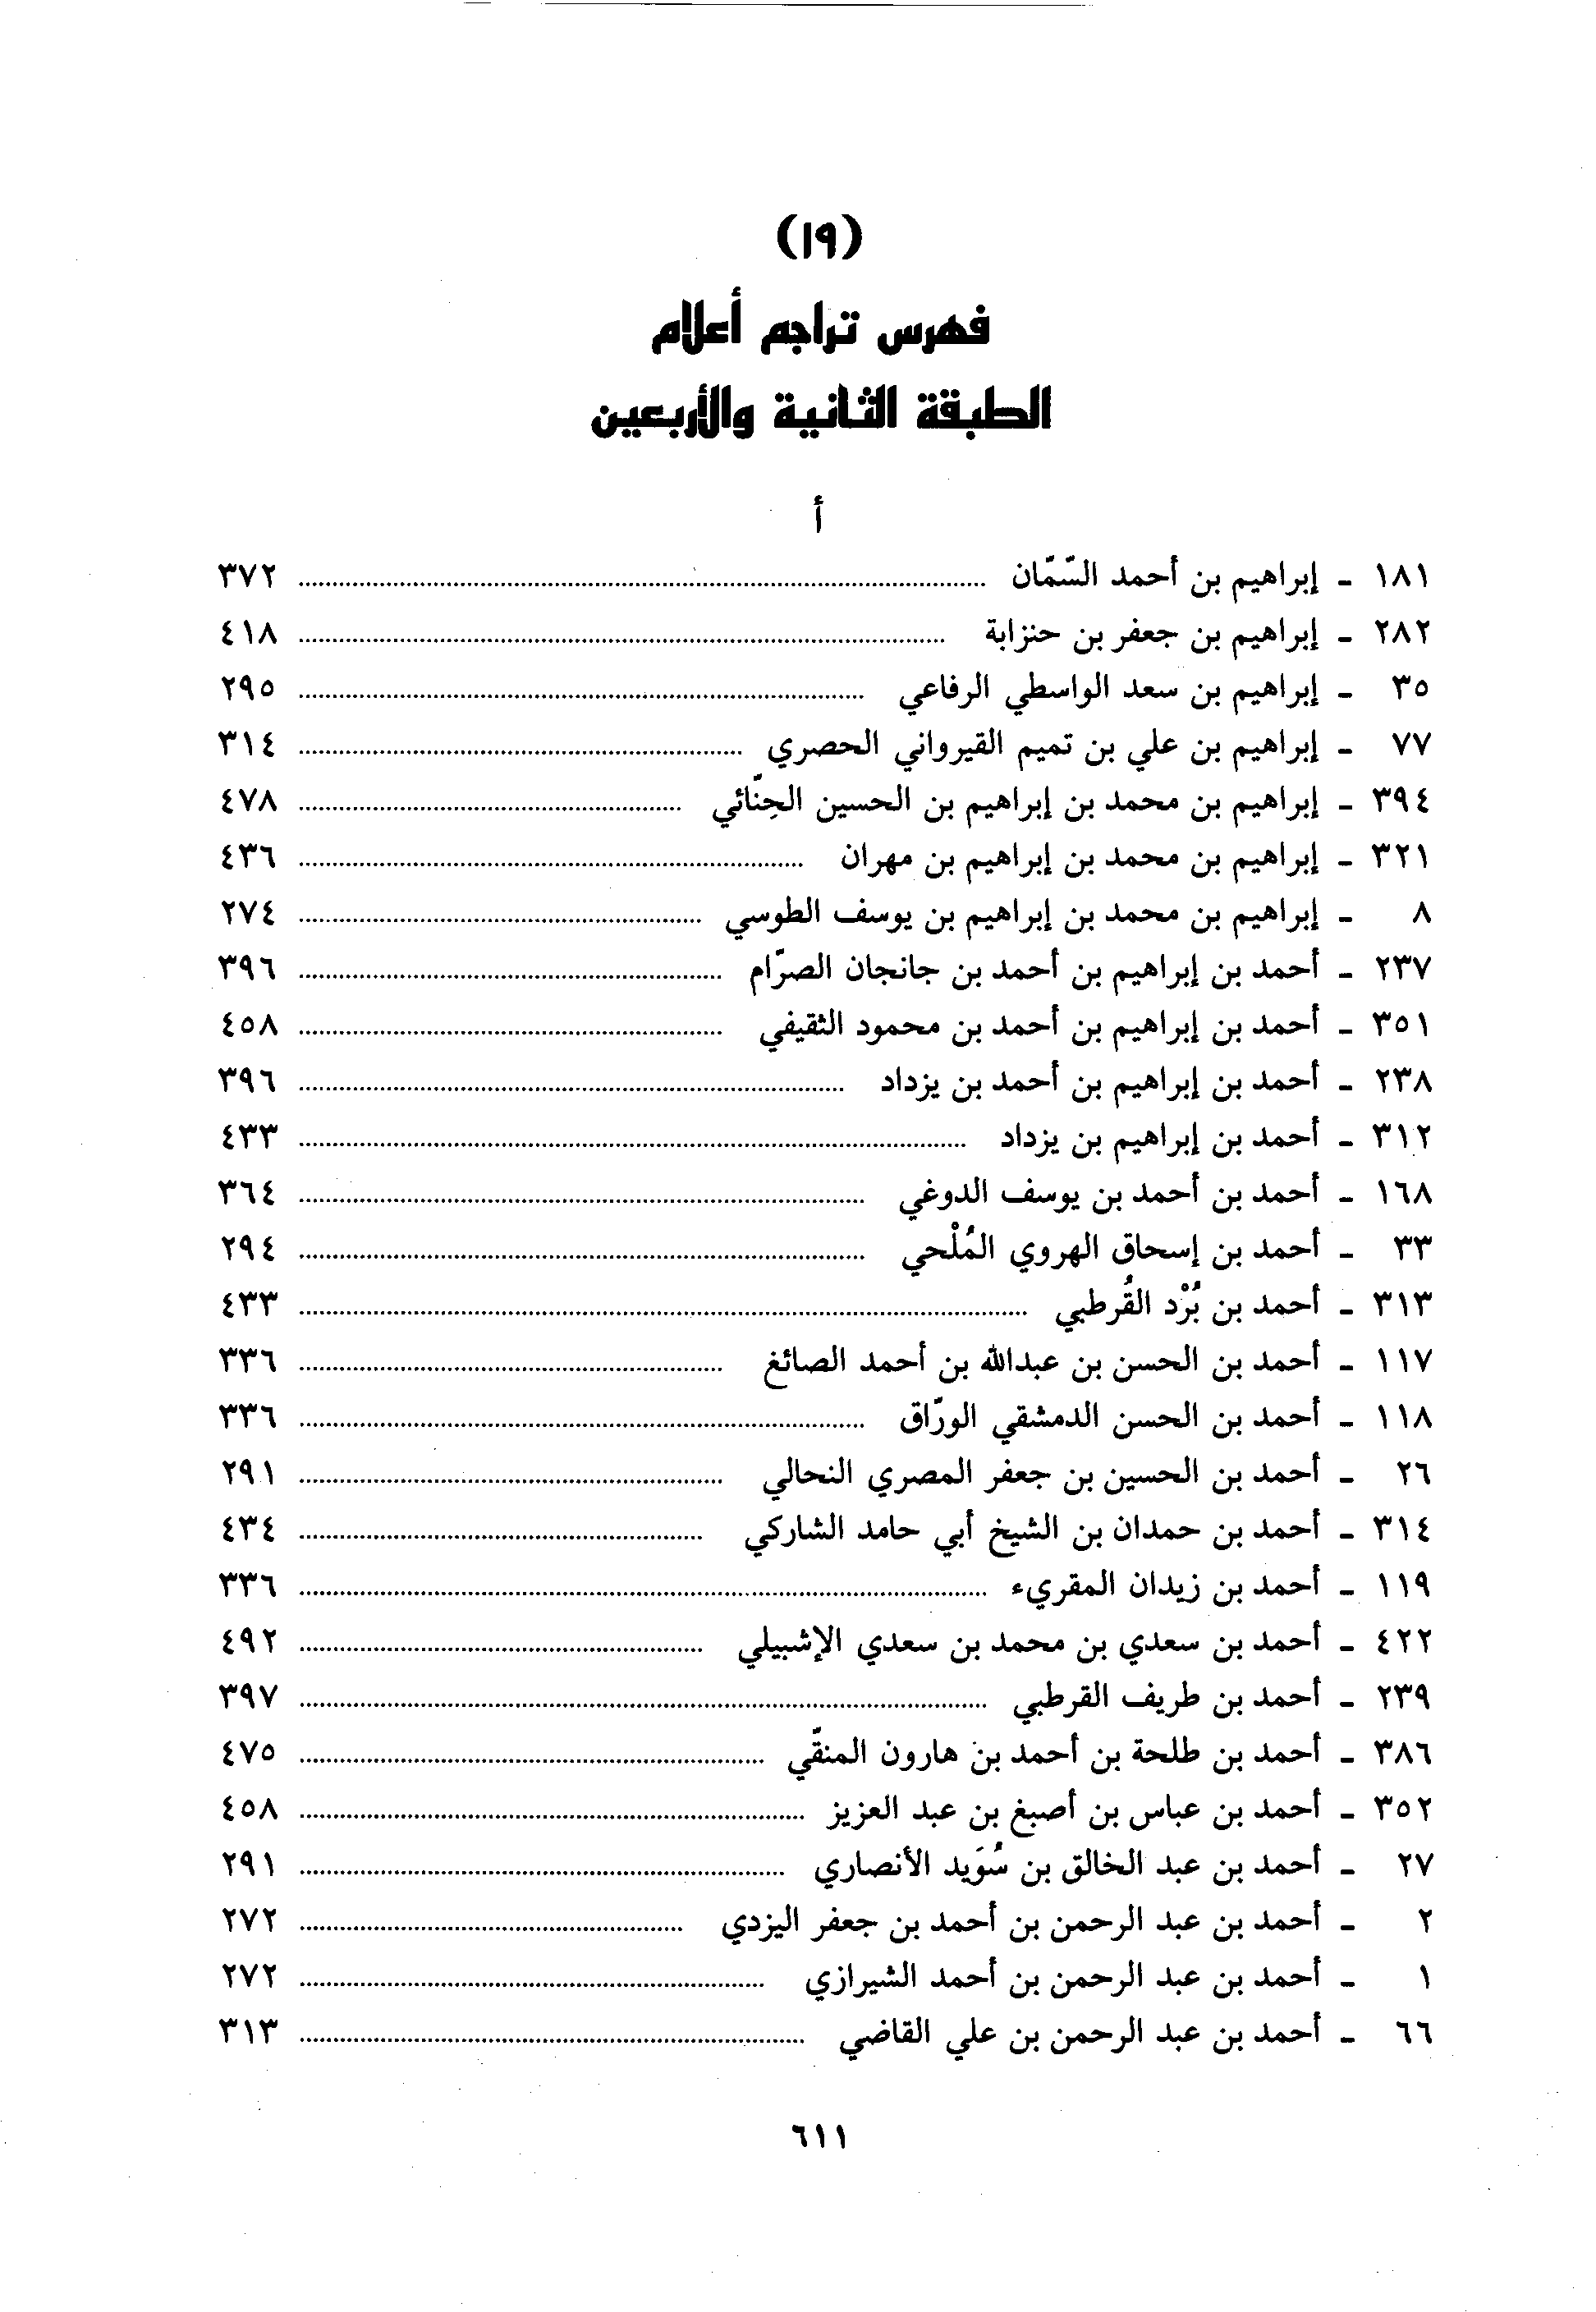 (١٩)
فهرس تراجم أعلام
الطبقة الثانية والأربعين
أ
١٨١ - إبراهيم بن أحمد السّمّان ........ ٣٧٢
٢٨٢ - إبراهيم بن جعفر بن حنزابة ........ ٤١٨
٣٥ - إبراهيم بن سعد الواسطي الرفاعي ........ ٢٩٥
٧٧ - إبراهيم بن علي بن تميم القيرواني الحصري ........ ٣١٤
٣٩٤ - إبراهيم بن محمد بن إبراهيم بن الحسين الحِنّائي ........ ٤٧٨
٣٢١ - إبراهيم بن محمد بن إبراهيم بن مهران ........ ٤٣٦
٨ - إبراهيم بن محمد بن إبراهيم بن يوسف الطوسي ........ ٢٧٤
٢٣٧ - أحمد بن إبراهيم بن أحمد بن جانجان الصرّام ........ ٣٩٦
٣٥١ - أحمد بن إبراهيم بن أحمد بن محمود الثقيفي ........ ٤٥٨
٢٣٨ - أحمد بن إبراهيم بن أحمد بن يزداد ........ ٣٩٦
٣١٢ - أحمد بن إبراهيم بن يزداد ........ ٤٣٣
١٦٨ - أحمد بن أحمد بن يوسف الدوغي ........ ٣٦٤
٣٣ - أحمد بن إسحاق الهروي المُلْحي ........ ٢٩٤
٣١٣ - أحمد بن بُرْد القُرطبي ........ ٤٣٣
١١٧ - أحمد بن الحسن بن عبدالله بن أحمد الصائغ ........ ٣٣٦
١١٨ - أحمد بن الحسن الدمشقي الورّاق ........ ٣٣٦
٢٦ - أحمد بن الحسين بن جعفر المصري النحالي ........ ٢٩١
٣١٤ - أحمد بن حمدان بن الشيخ أبي حامد الشاركي ........ ٤٣٤
١١٩ - أحمد بن زيدان المقريء ........ ٣٣٦
٤٢٢ - أحمد بن سعدي بن محمد بن سعدي الإشبيلي ........ ٤٩٢
٢٣٩ - أحمد بن طريف القرطبي ........ ٣٩٧
٣٨٦ - أحمد بن طلحة بن أحمد بن هارون المنقّي ........ ٤٧٥
٣٥٢ - أحمد بن عباس بن أصبغ بن عبد العزيز ........ ٤٥٨
٢٧ - أحمد بن عبد الخالق بن سُوَيد الأنصاري ........ ٢٩١
٢ - أحمد بن عبد الرحمن بن أحمد بن جعفر اليزدي ........ ٢٧٢
١ - أحمد بن عبد الرحمن بن أحمد الشيرازي ........ ٢٧٢
٦٦ - أحمد بن عبد الرحمن بن علي القاضي ........ ٣١٣
٦١١